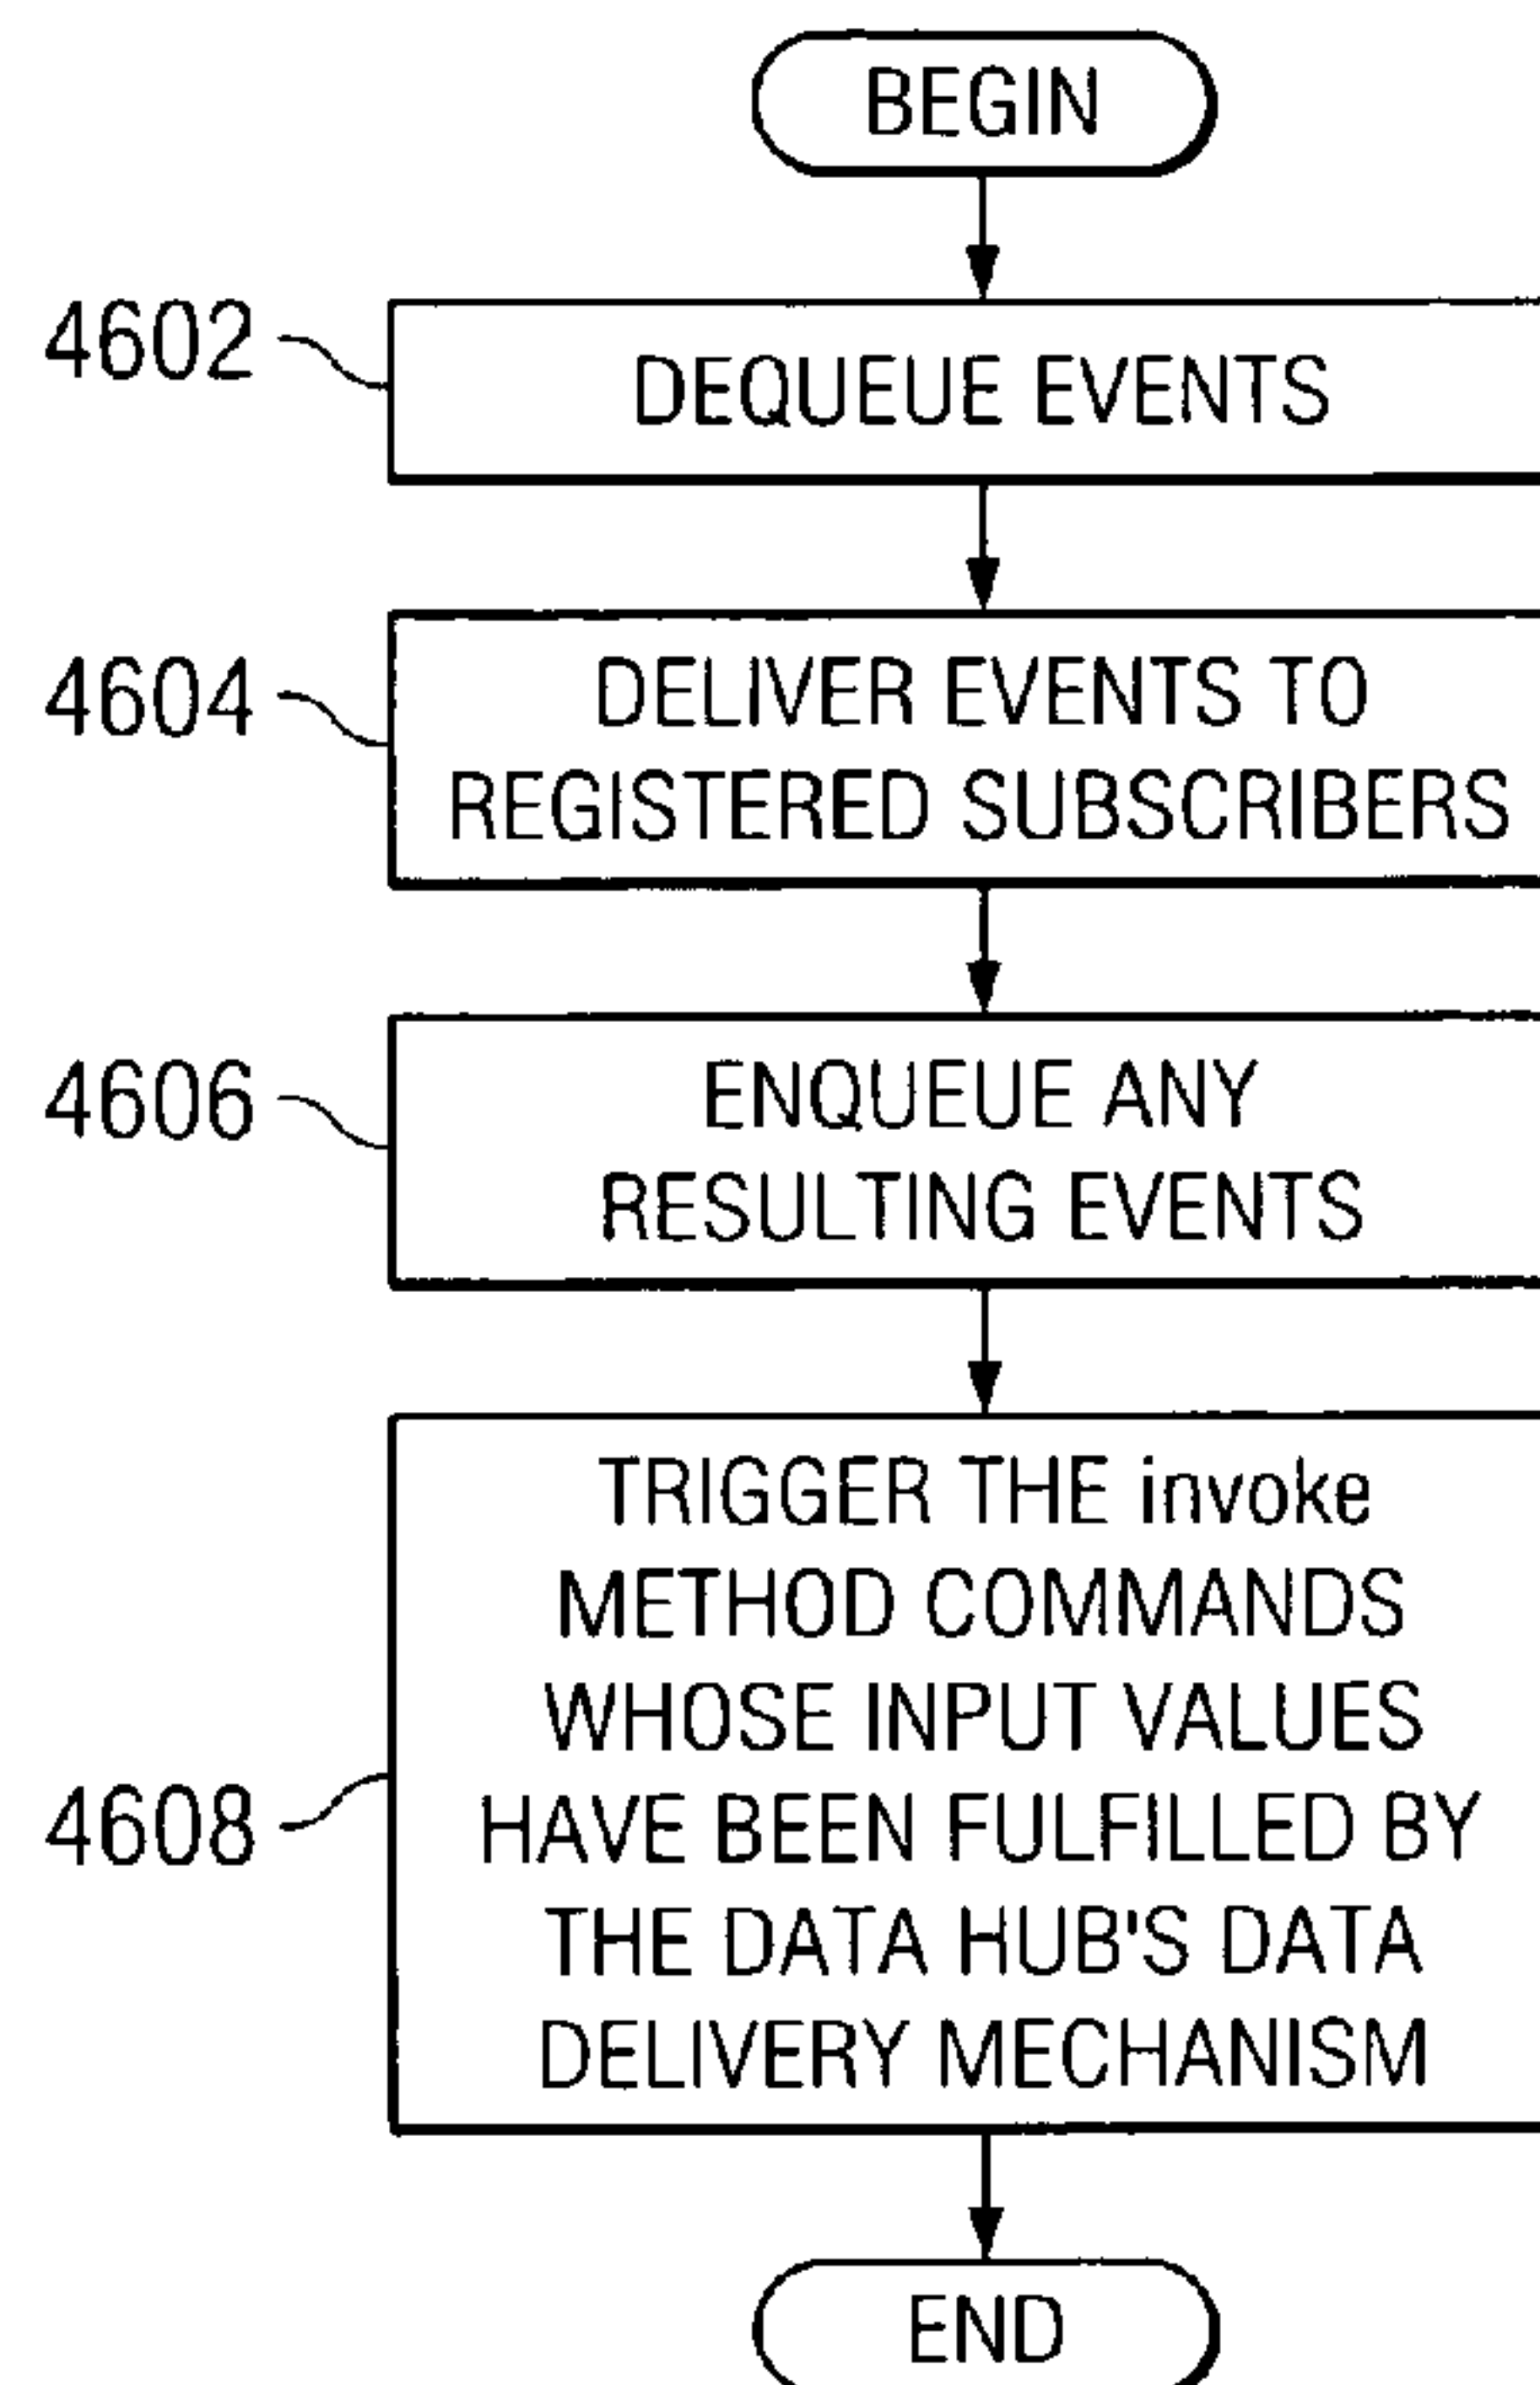 BEGIN
4602
DEQUEUE EVENTS
4604
DELIVER EVENTS TO
REGISTERED SUBSCRIBERS
4606
ENQUEUE ANY
RESULTING EVENTS
4608
TRIGGER THE invoke
METHOD COMMANDS
WHOSE INPUT VALUES
HAVE BEEN FULFILLED BY
THE DATA HUB'S DATA
DELIVERY MECHANISM
END